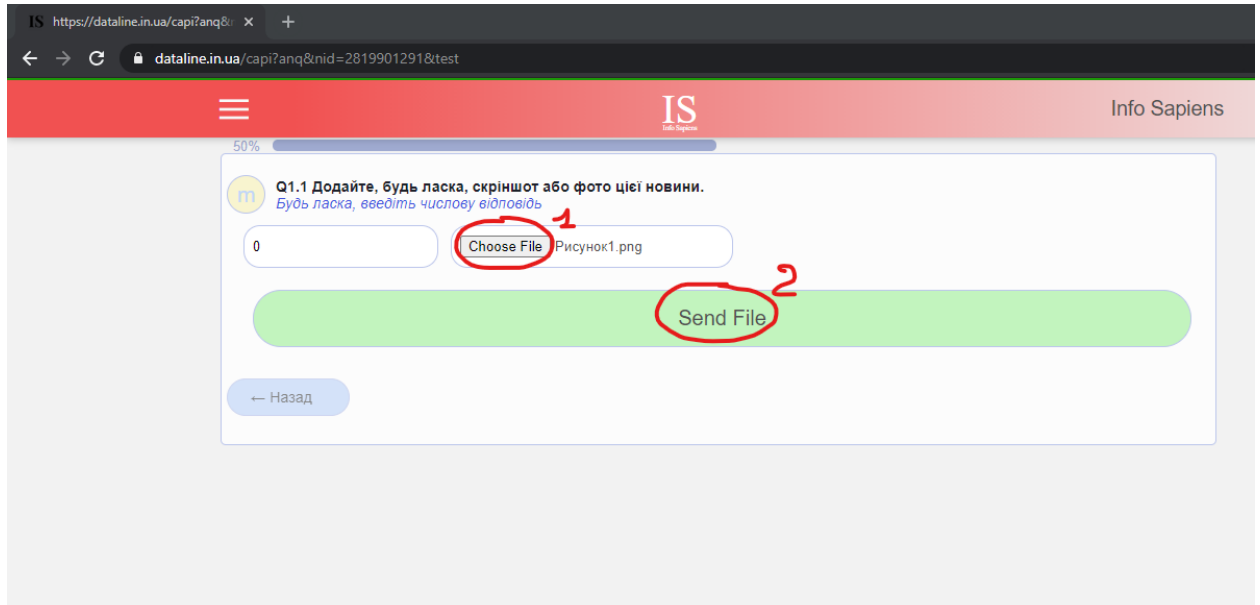 IS https://dataline.in.ua/capi?anq&
dataline.in.ua/capi?anq&nid=2819901291&test
IS
Info Sapiens
Info Sapiens
50%
m
Q1.1 Додайте, будь ласка, скріншот або фото цієї новини.
Будь ласка, введіть числову відповідь
1
0
Choose File Рисунок1.png
2
Send File
← Назад